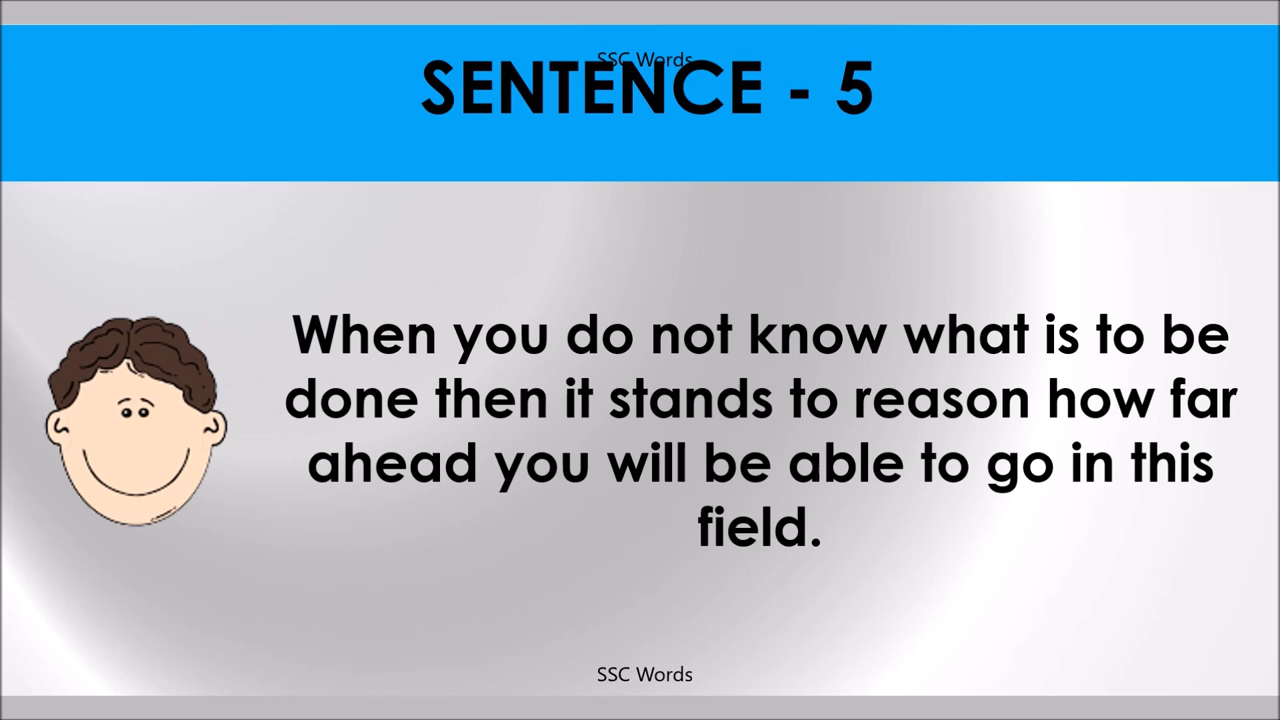 SSC Words
SENTENCE - 5
When you do not know what is to be
done then it stands to reason how far
ahead you will be able to go in this
field.
SSC Words